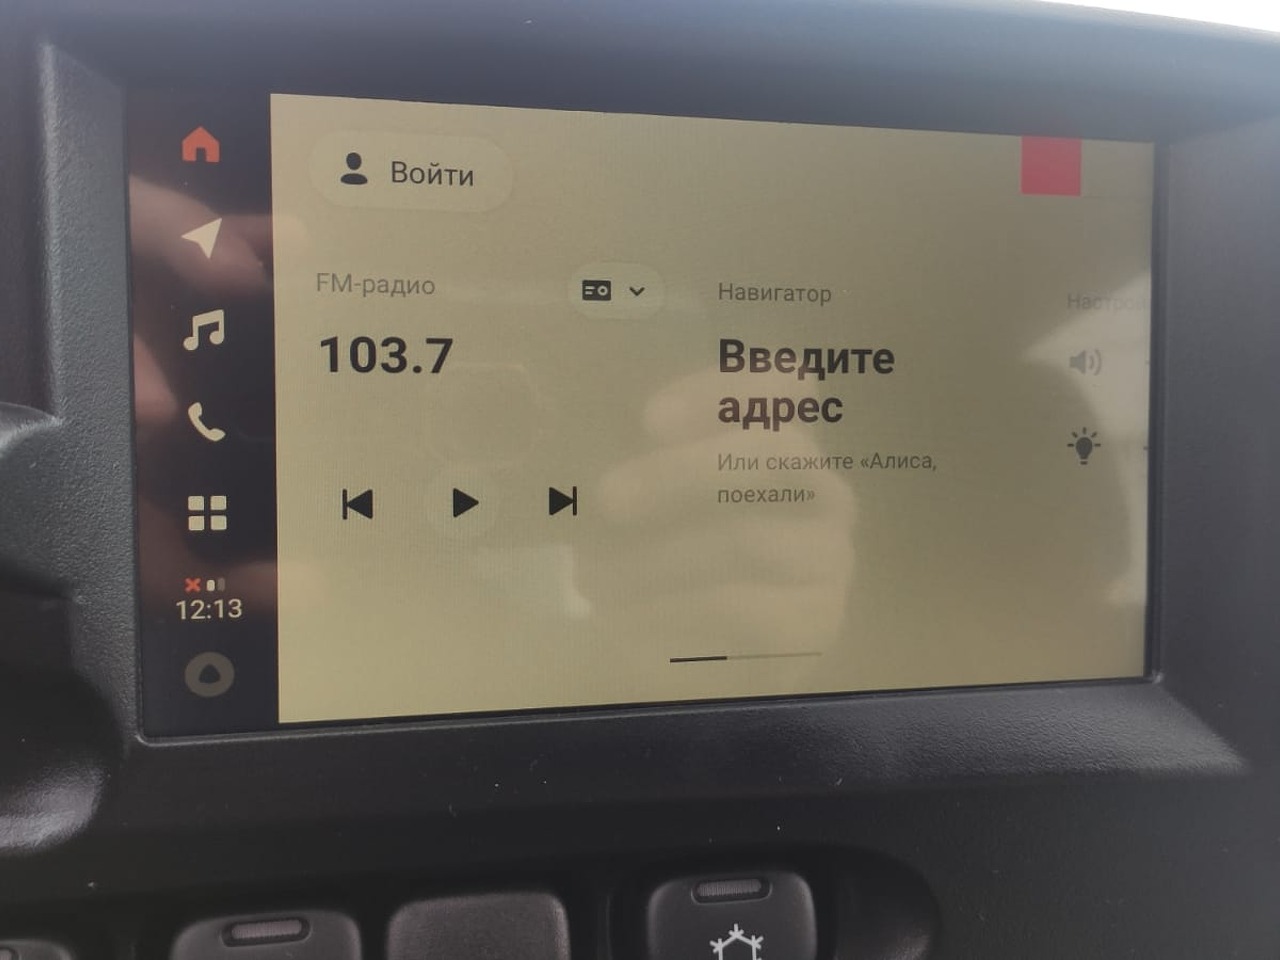 Войти
FM-радио
103.7
Навигатор
Введите
адрес
Или скажите «Алиса,
поехали»
12:13